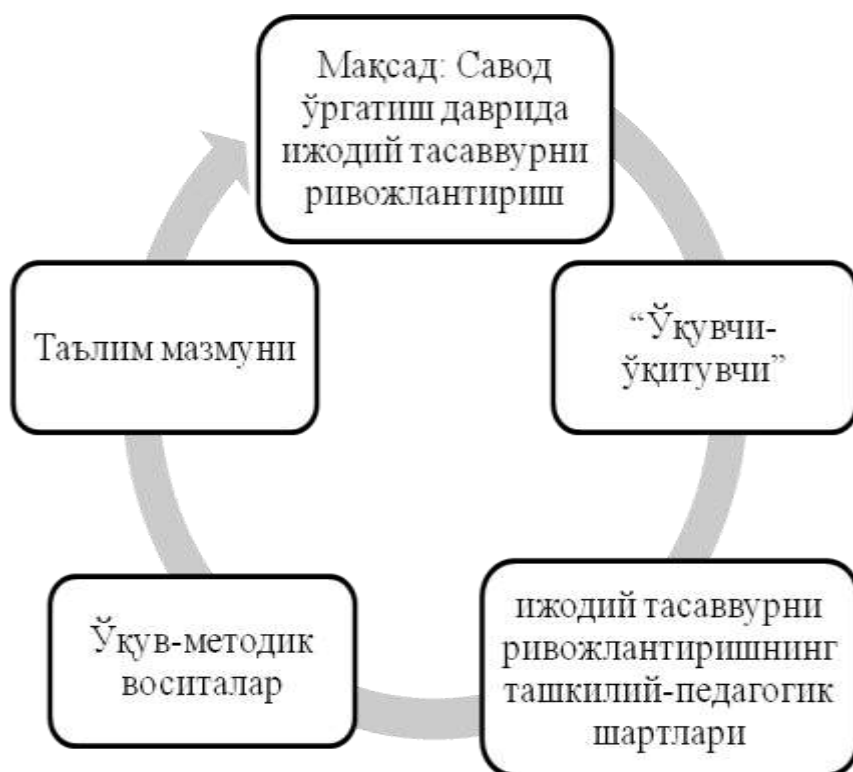 Мақсад: Савод
ўргатиш даврида
ижодий тасаввурни
ривожлантириш
“Ўқувчи-
ўқитувчи”
ижодий тасаввурни
ривожлантиришнинг
ташкилий-педагогик
шартлари
Ўқув-методик
воситалар
Таълим мазмуни